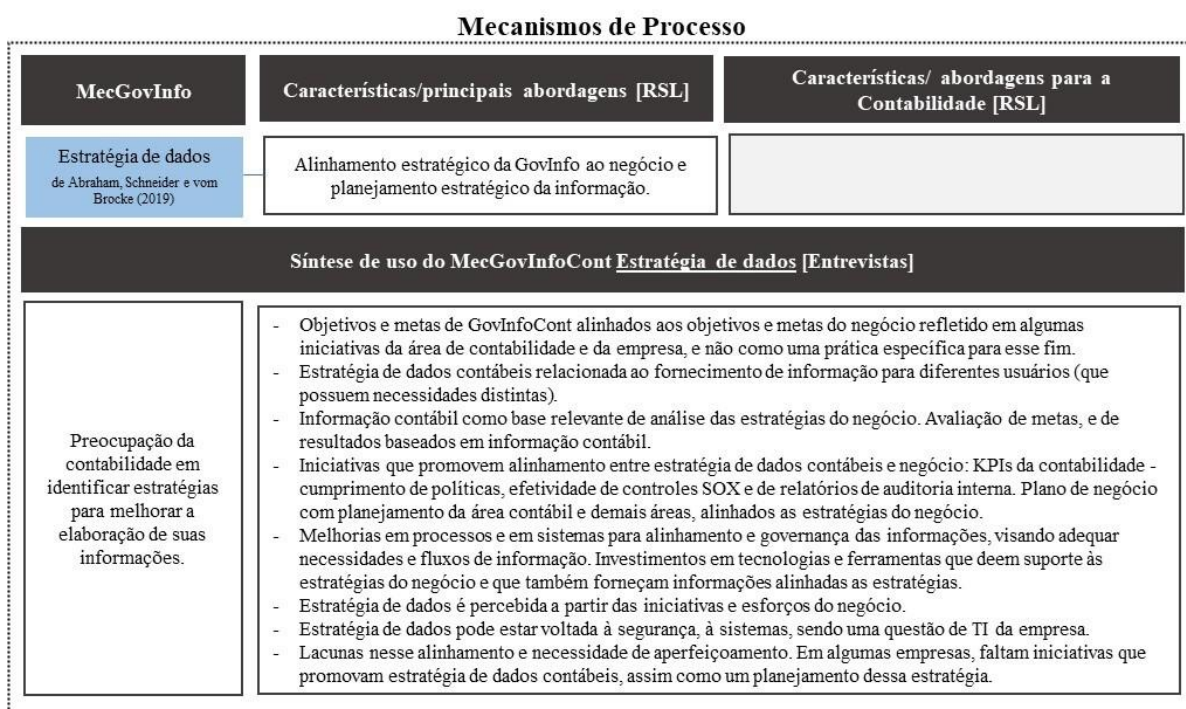 Mecanismos de Processo
MecGovInfo
Características/principais abordagens [RSL]
Características/ abordagens para a
Contabilidade [RSL]
Estratégia de dados
de Abraham, Schneider e vom
Brocke (2019)
Alinhamento estratégico da GovInfo ao negócio e
planejamento estratégico da informação.
Síntese de uso do MecGovInfoCont Estratégia de dados [Entrevistas]
Preocupação da
contabilidade em
identificar estratégias
para melhorar a
elaboração de suas
informações.
- Objetivos e metas de GovInfoCont alinhados aos objetivos e metas do negócio refletido em algumas
iniciativas da área de contabilidade e da empresa, e não como uma prática específica para esse fim.
- Estratégia de dados contábeis relacionada ao fornecimento de informação para diferentes usuários (que
possuem necessidades distintas).
- Informação contábil como base relevante de análise das estratégias do negócio. Avaliação de metas, e de
resultados baseados em informação contábil.
- Iniciativas que promovem alinhamento entre estratégia de dados contábeis e negócio: KPIs da contabilidade -
cumprimento de políticas, efetividade de controles SOX e de relatórios de auditoria interna. Plano de negócio
com planejamento da área contábil e demais áreas, alinhados as estratégias do negócio.
- Melhorias em processos e em sistemas para alinhamento e governança das informações, visando adequar
necessidades e fluxos de informação. Investimentos em tecnologias e ferramentas que deem suporte às
estratégias do negócio e que também forneçam informações alinhadas as estratégias.
- Estratégia de dados é percebida a partir das iniciativas e esforços do negócio.
- Estratégia de dados pode estar voltada à segurança, à sistemas, sendo uma questão de TI da empresa.
- Lacunas nesse alinhamento e necessidade de aperfeiçoamento. Em algumas empresas, faltam iniciativas que
promovam estratégia de dados contábeis, assim como um planejamento dessa estratégia.